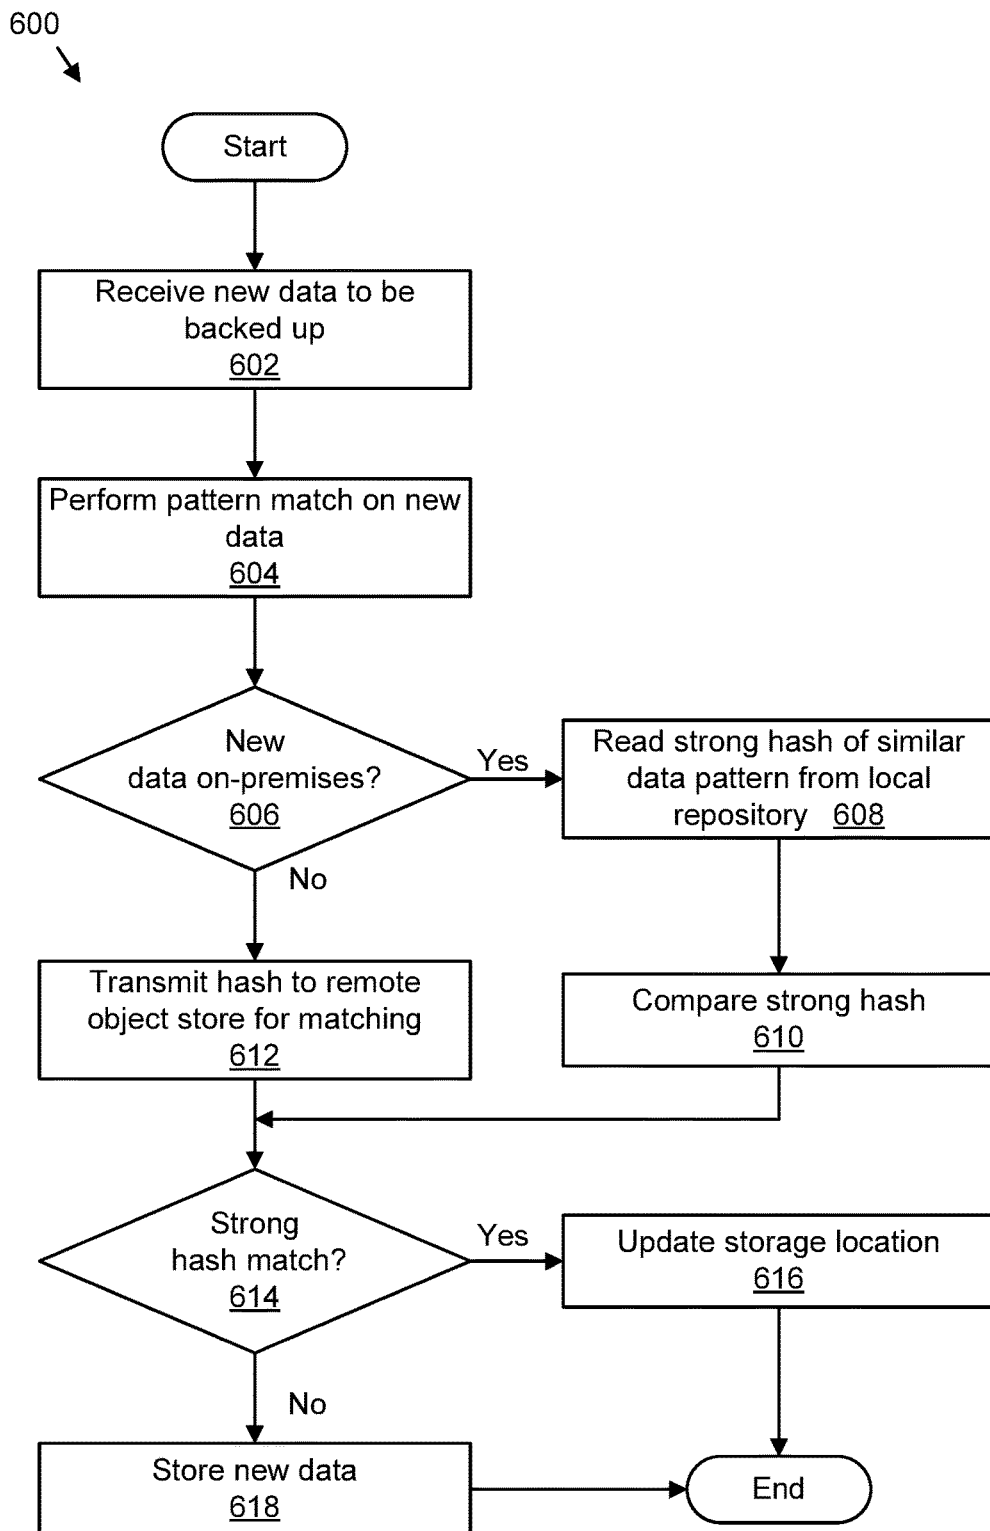 600
Start
Receive new data to be
backed up
602
Perform pattern match on new
data
604
New
data on-premises?
606
Yes
Read strong hash of similar
data pattern from local
repository 608
No
Transmit hash to remote
object store for matching
612
Compare strong hash
610
Strong
hash match?
614
Yes
Update storage location
616
No
Store new data
618
End